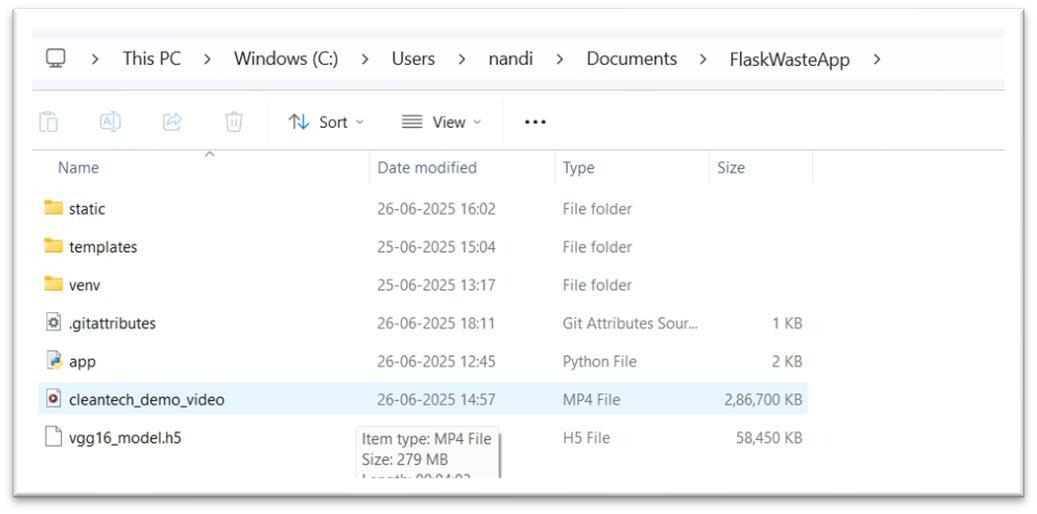 This PC > Windows (C:) > Users > nandi > Documents > FlaskWasteApp >
Sort View ...
Name Date modified Type Size
static 26-06-2025 16:02 File folder
templates 25-06-2025 15:04 File folder
venv 25-06-2025 13:17 File folder
.gitattributes 26-06-2025 18:11 Git Attributes Sour... 1 KB
app 26-06-2025 12:45 Python File 2 KB
cleantech_demo_video 26-06-2025 14:57 MP4 File 2,86,700 KB
vgg16_model.h5 H5 File 58,450 KB
Item type: MP4 File
Size: 279 MB